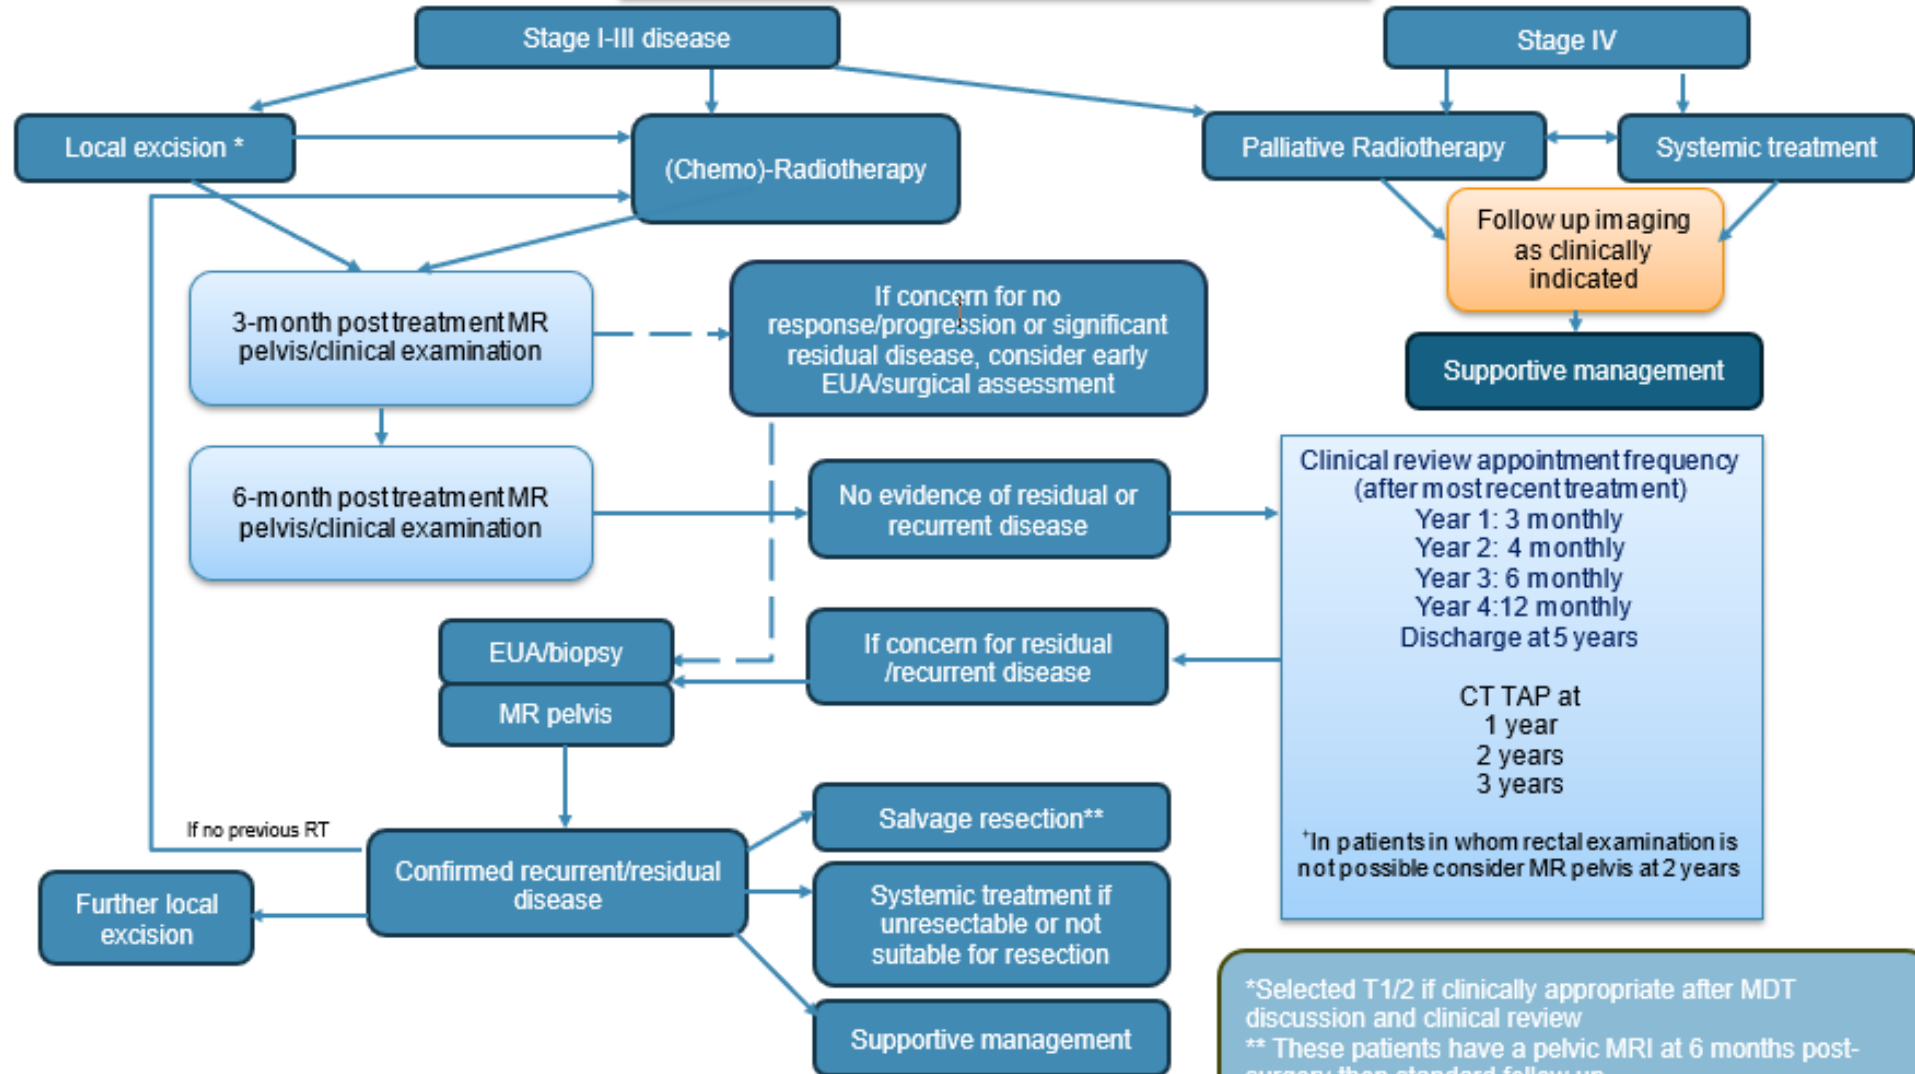 Stage I-III disease
Stage IV
Local excision *
(Chemo)-Radiotherapy
Palliative Radiotherapy
Systemic treatment
Follow up imaging
as clinically
indicated
Supportive management
3-month post treatment MR
pelvis/clinical examination
If concern for no
response/progression or significant
residual disease, consider early
EUA/surgical assessment
6-month post treatment MR
pelvis/clinical examination
No evidence of residual or
recurrent disease
Clinical review appointment frequency
(after most recent treatment)
Year 1: 3 monthly
Year 2: 4 monthly
Year 3: 6 monthly
Year 4:12 monthly
Discharge at 5 years
CT TAP at
1 year
2 years
3 years
+In patients in whom rectal examination is
not possible consider MR pelvis at 2 years
EUA/biopsy
MR pelvis
If concern for residual
/recurrent disease
If no previous RT
Confirmed recurrent/residual
disease
Further local
excision
Salvage resection**
Systemic treatment if
unresectable or not
suitable for resection
Supportive management
*Selected T1/2 if clinically appropriate after MDT
discussion and clinical review
** These patients have a pelvic MRI at 6 months post-
surgery then standard follow up